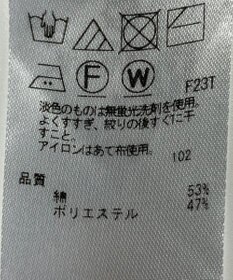 F W F23T
淡色のものは無蛍光洗剤を使用。
よくすすぎ、絞りの後すぐに干
すこと。
アイロンはあて布使用。
102
品質
綿 53%
ポリエステル 47%